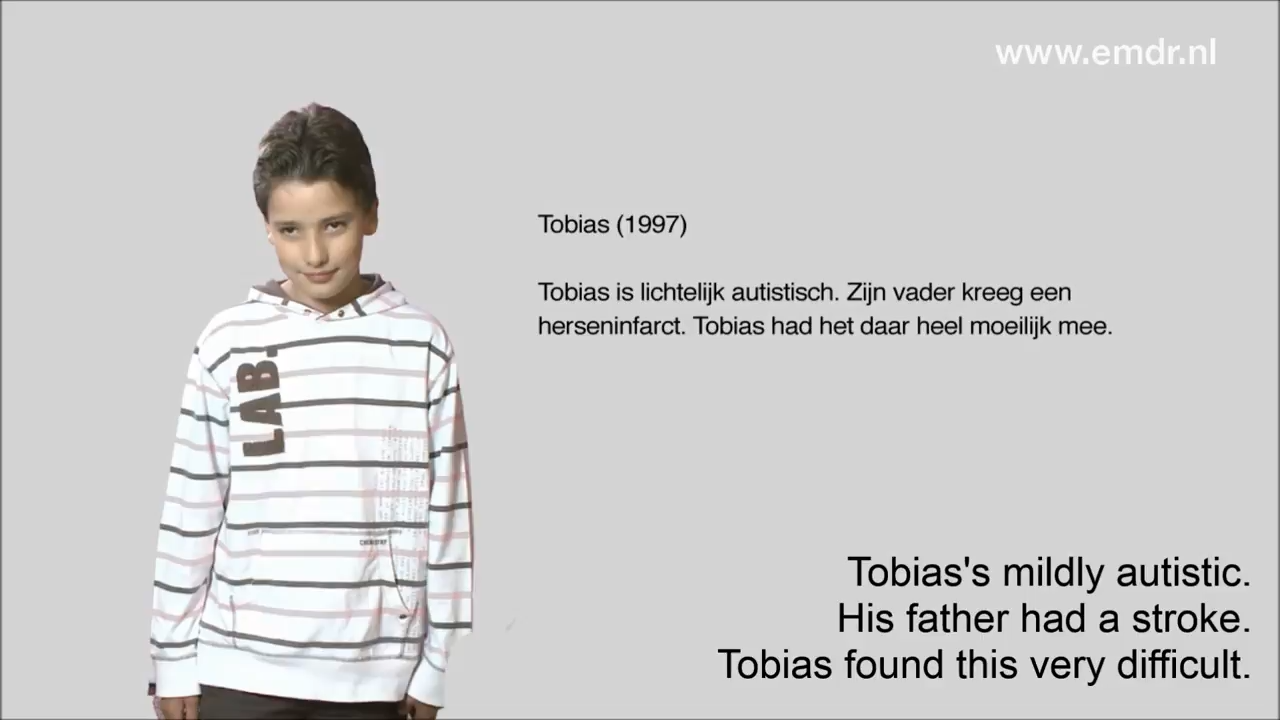 www.emdr.nl
Tobias (1997)
Tobias is lichtelijk autistisch. Zijn vader kreeg een
herseninfarct. Tobias had het daar heel moeilijk mee.
LAB.
CHEMISTRY
Tobias's mildly autistic.
His father had a stroke.
Tobias found this very difficult.